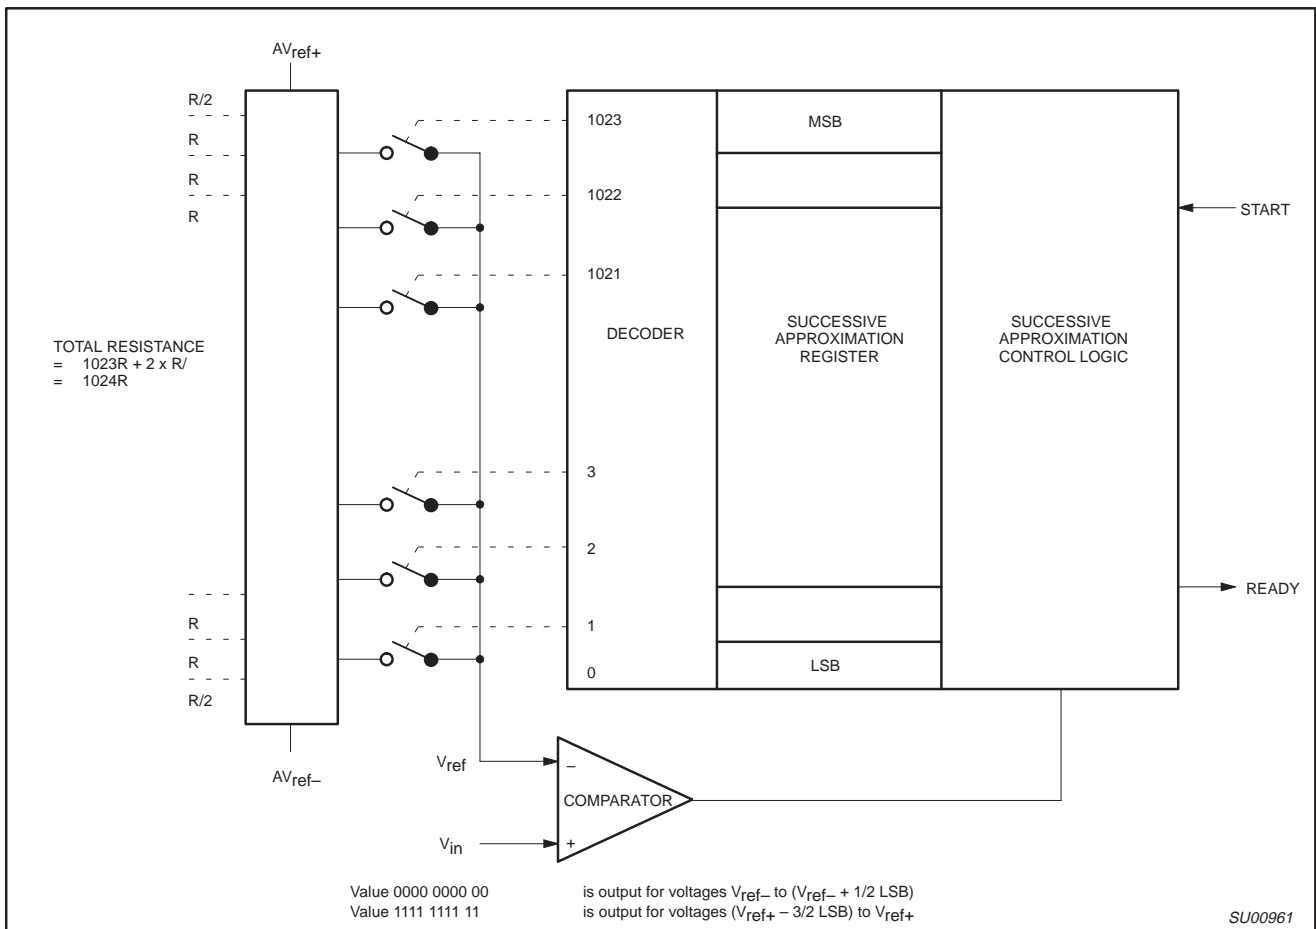 AVref+
R/2
R
R
R
1023
1022
1021
3
2
1
0
DECODER
MSB
SUCCESSIVE
APPROXIMATION
REGISTER
LSB
SUCCESSIVE
APPROXIMATION
CONTROL LOGIC
START
READY
TOTAL RESISTANCE
= 1023R + 2 x R/
= 1024R
R
R
R/2
AVref–
Vref
–
COMPARATOR
Vin
+
Value 0000 0000 00 is output for voltages Vref– to (Vref– + 1/2 LSB)
Value 1111 1111 11 is output for voltages (Vref+ – 3/2 LSB) to Vref+
SU00961